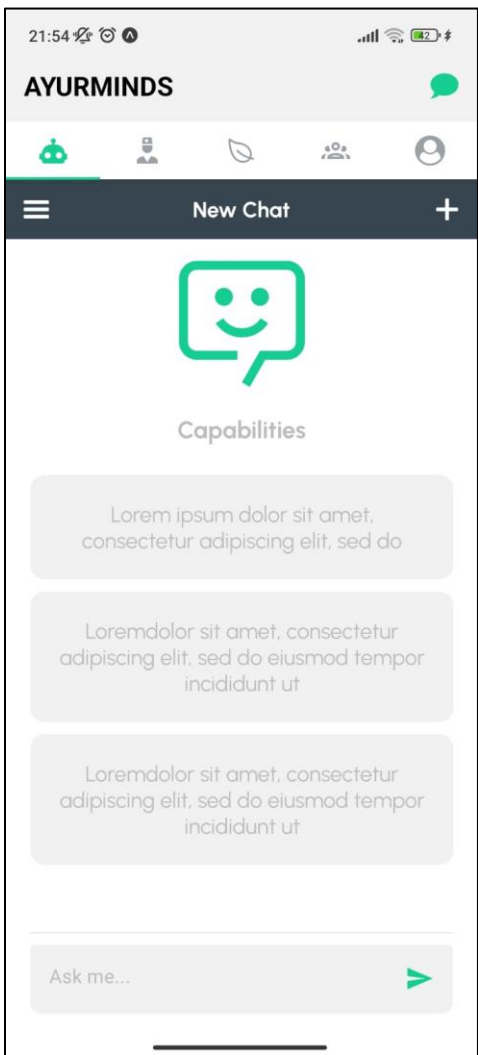 21:54
42
AYURMINDS
New Chat
Capabilities
Lorem ipsum dolor sit amet,
consectetur adipiscing elit, sed do
Loremdolor sit amet, consectetur
adipiscing elit, sed do eiusmod tempor
incididunt ut
Loremdolor sit amet, consectetur
adipiscing elit, sed do eiusmod tempor
incididunt ut
Ask me...